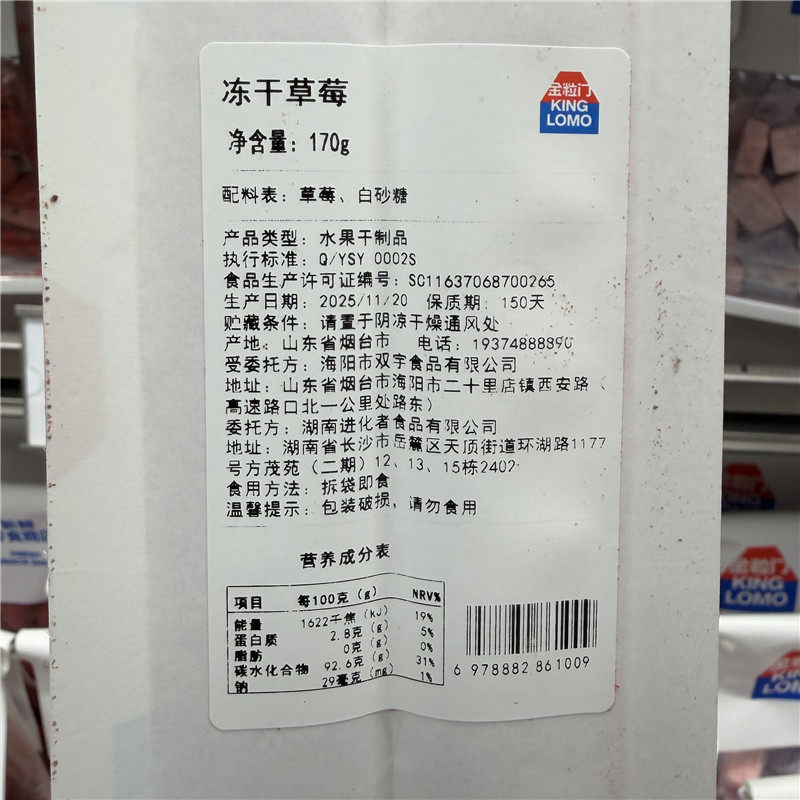 冻干草莓
金粒门
KING
LOMO
净含量：170g
配料表：草莓、白砂糖
产品类型：水果干制品
执行标准：Q/YSY 0002S
食品生产许可证编号：SC11637068700265
生产日期：2025/11/20 保质期：150天
贮藏条件：请置于阴凉干燥通风处
产地：山东省烟台市 电话：19374888890
受委托方：海阳市双宇食品有限公司
地址：山东省烟台市海阳市二十里店镇西安路（
高速路口北一公里处路东）
委托方：湖南进化者食品有限公司
地址：湖南省长沙市岳麓区天顶街道环湖路1177
号方茂苑（二期）12、13、15栋2402
食用方法：拆袋即食
温馨提示：包装破损，请勿食用
营养成分表
项目 每100克（g） NRV%
能量 1622千焦（kJ） 19%
蛋白质 2.8克（g） 5%
脂肪 0克（g） 0%
碳水化合物 92.6克（g） 31%
钠 29毫克（mg） 1%
6 978882 861009
LOMO
金粒门
KING
LOMO